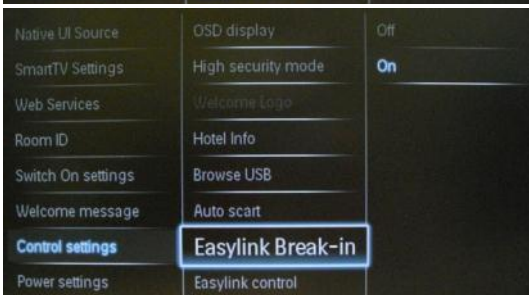 Native UI Source
SmartTV Settings
Web Services
Room ID
Switch On settings
Welcome message
Control settings
Power settings
OSD display
High security mode
Welcome Logo
Hotel Info
Browse USB
Auto scart
Easylink Break-in
Easylink control
Off
On